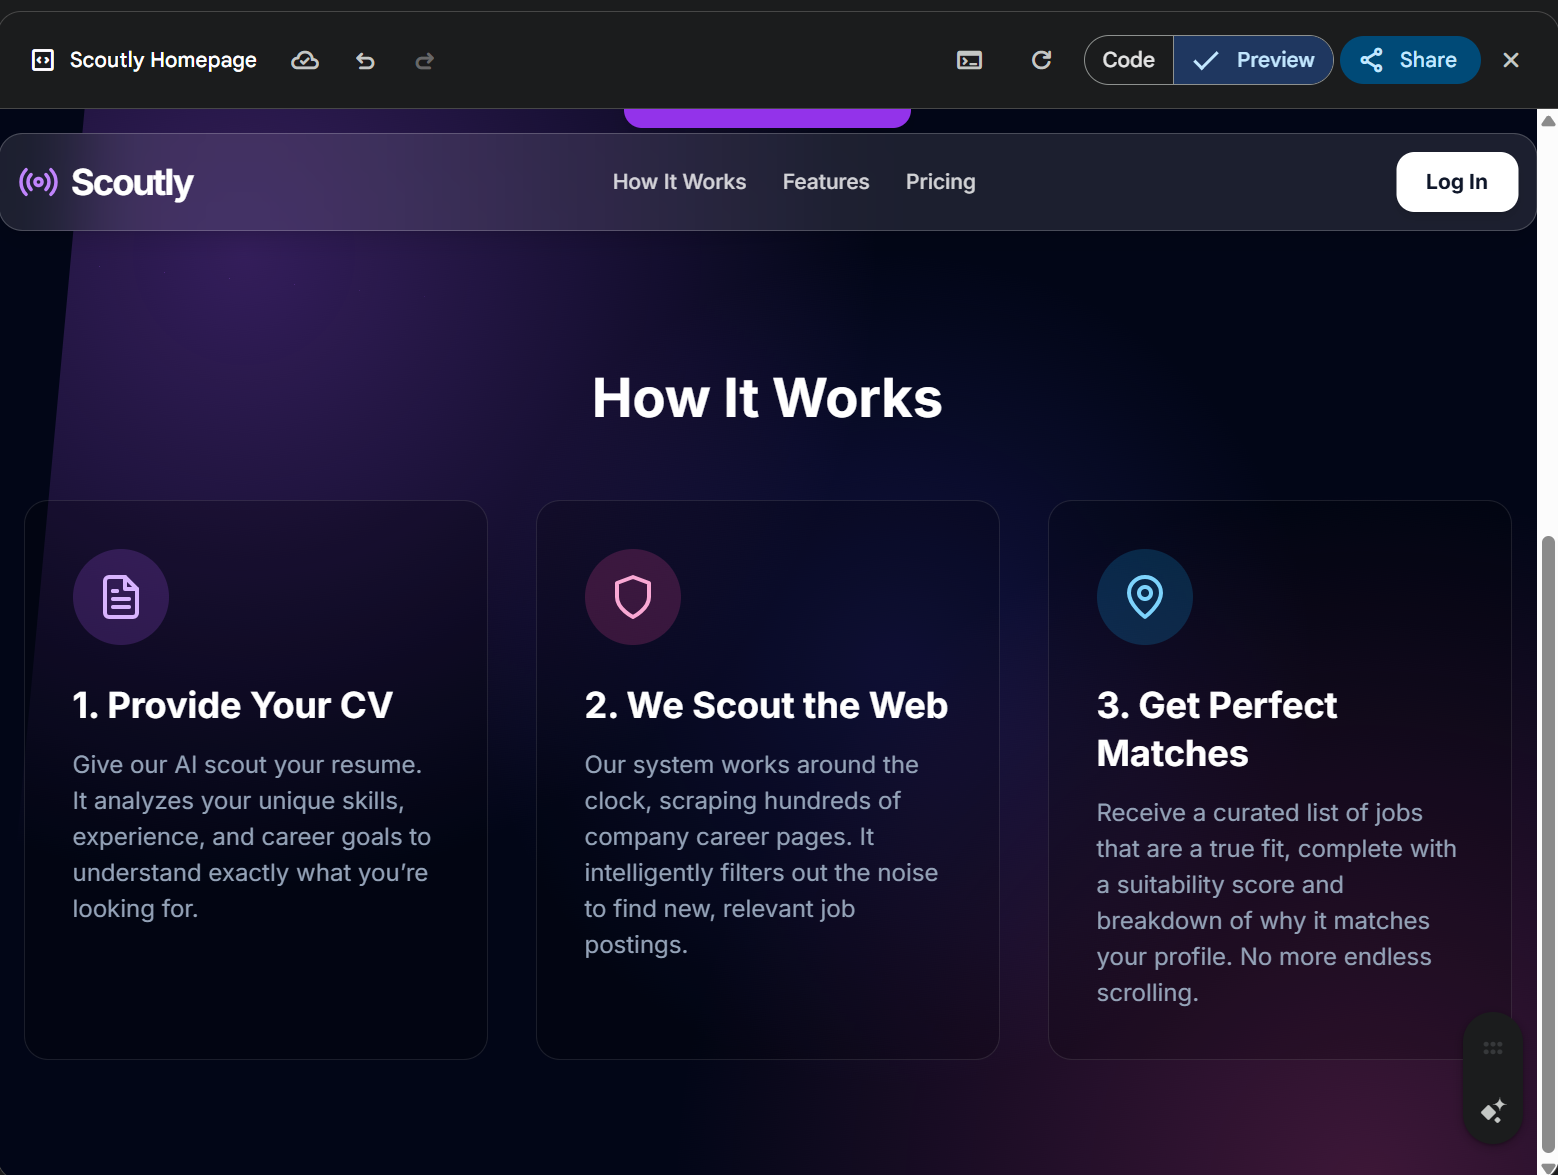 Scoutly Homepage
Code
Preview
Share
Scoutly
How It Works
Features
Pricing
Log In
How It Works
1. Provide Your CV
Give our AI scout your resume.
It analyzes your unique skills,
experience, and career goals to
understand exactly what you’re
looking for.
2. We Scout the Web
Our system works around the
clock, scraping hundreds of
company career pages. It
intelligently filters out the noise
to find new, relevant job
postings.
3. Get Perfect
Matches
Receive a curated list of jobs
that are a true fit, complete with
a suitability score and
breakdown of why it matches
your profile. No more endless
scrolling.